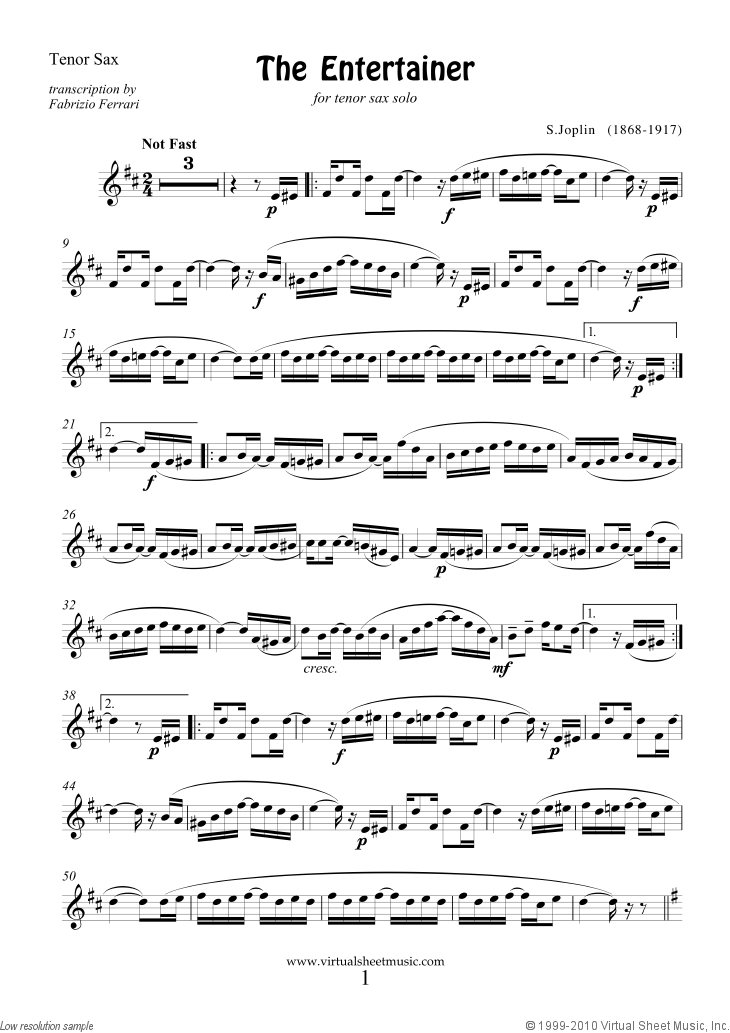 Tenor Sax
The Entertainer
transcription by
Fabrizio Ferrari
for tenor sax solo
S.Joplin (1868-1917)
Not Fast
2
4
3
p
f
p
9
f
p
f
15
1.
p
21
2.
f
26
p
32
1.
cresc.
mf
38
2.
p
f
p
44
f
p
f
50
www.virtualsheetmusic.com
1
Low resolution sample
©1999-2010 Virtual Sheet Music, Inc.